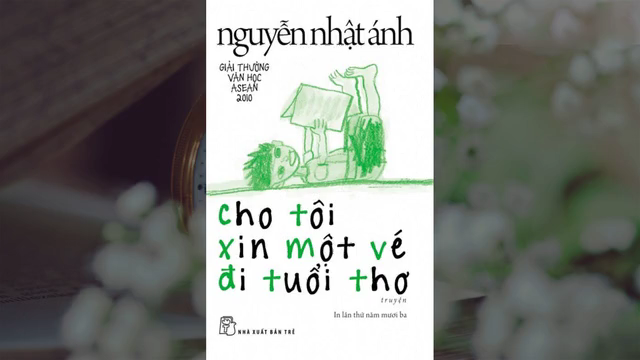 nguyễn nhật ánh
GIẢI THƯỞNG
VĂN HỌC
ASEAN
2010
cho tôi
xin một vé
đi tuổi thơ
truyện
In lần thứ năm mươi ba
NHÀ XUẤT BẢN TRẺ